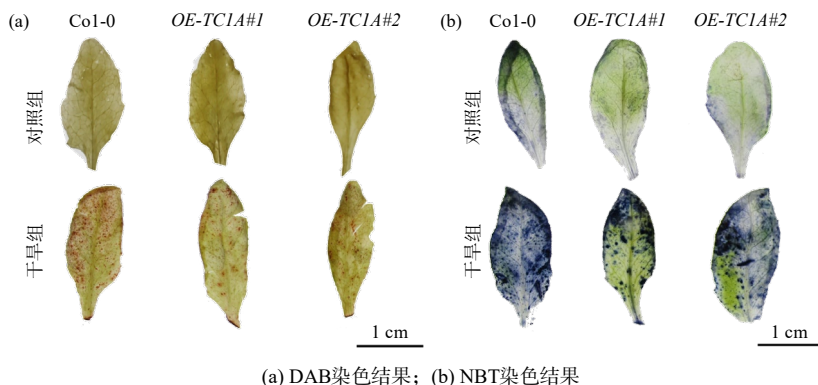 (a) Co1-0 OE-TC1A#1 OE-TC1A#2 (b) Co1-0 OE-TC1A#1 OE-TC1A#2
对照组 对照组
干旱组 干旱组
1 cm 1 cm
(a) DAB染色结果；(b) NBT染色结果